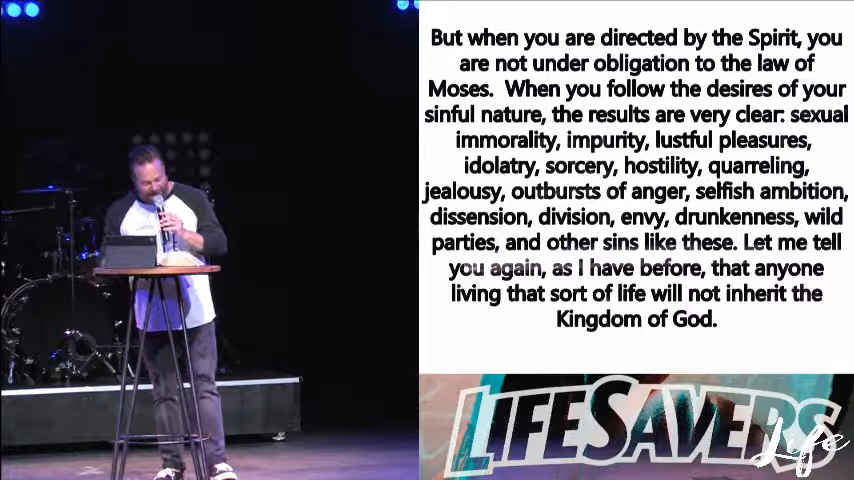 But when you are directed by the Spirit, you
are not under obligation to the law of
Moses.  When you follow the desires of your
sinful nature, the results are very clear: sexual
immorality, impurity, lustful pleasures,
idolatry, sorcery, hostility, quarreling,
jealousy, outbursts of anger, selfish ambition,
dissension, division, envy, drunkenness, wild
parties, and other sins like these. Let me tell
you again, as I have before, that anyone
living that sort of life will not inherit the
Kingdom of God.
LIFESAVERS
Life